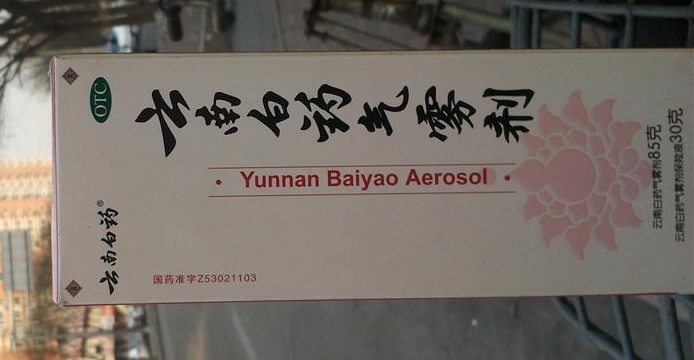 OTC
云南白药气雾剂
Yunnan Baiyao Aerosol
云南白药®
国药准字Z53021103
云南白药气雾剂85克
云南白药气雾剂保险液30克